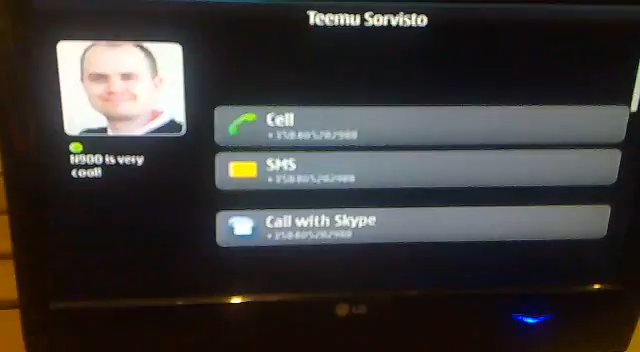 Teemu Sorvisto
Cell
SMS
N900 is very
cool!
Call with Skype
LG